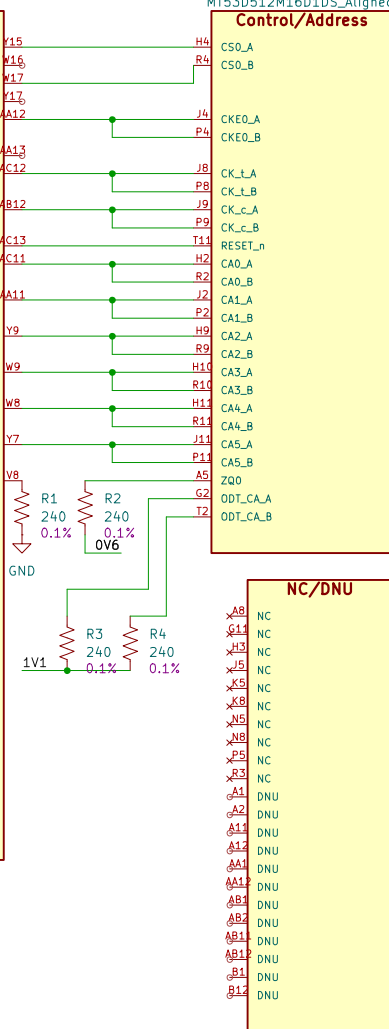 MT53D512M16D1DS_Aligned
Control/Address
Y15 H4 CS0_A
W16 R4 CS0_B
W17
Y17
AA12 J4 CKE0_A
P4 CKE0_B
AA13
AC12 J8 CK_t_A
P8 CK_t_B
AB12 J9 CK_c_A
P9 CK_c_B
AC13 T11 RESET_n
AC11 H2 CA0_A
R2 CA0_B
AA11 J2 CA1_A
P2 CA1_B
Y9 H9 CA2_A
R9 CA2_B
W9 H10 CA3_A
R10 CA3_B
W8 H11 CA4_A
R11 CA4_B
Y7 J11 CA5_A
P11 CA5_B
V8 A5 ZQ0
R1 R2 G2 ODT_CA_A
240 240 T2 ODT_CA_B
0.1% 0.1%
0V6
GND
NC/DNU
A8 NC
R3 R4 G11 NC
240 240 H3 NC
1V1 0.1% 0.1% J5 NC
K5 NC
K8 NC
N5 NC
N8 NC
P5 NC
R3 NC
A1 DNU
A2 DNU
A11 DNU
A12 DNU
AA1 DNU
AA12 DNU
AB1 DNU
AB2 DNU
AB11 DNU
AB12 DNU
B1 DNU
B12 DNU